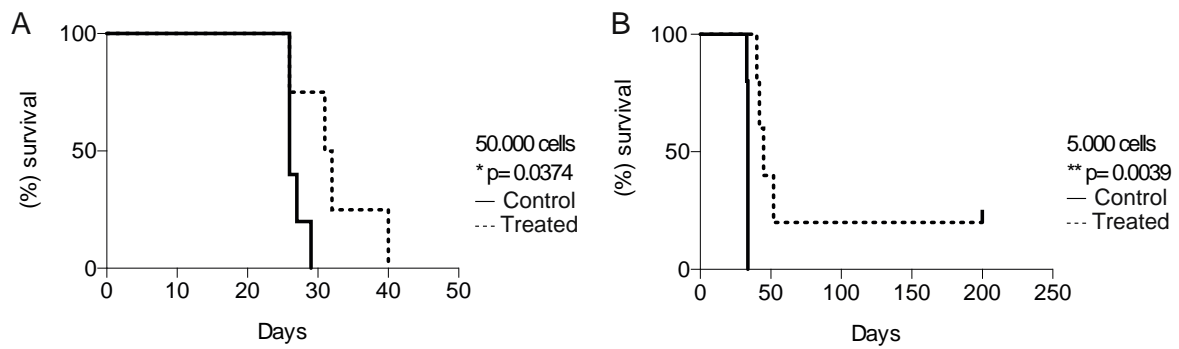 A
(%) survival
100
50
0
0 10 20 30 40 50
Days
50.000 cells
* p= 0.0374
Control
Treated
B
(%) survival
100
50
0
0 50 100 150 200 250
Days
5.000 cells
** p= 0.0039
Control
Treated